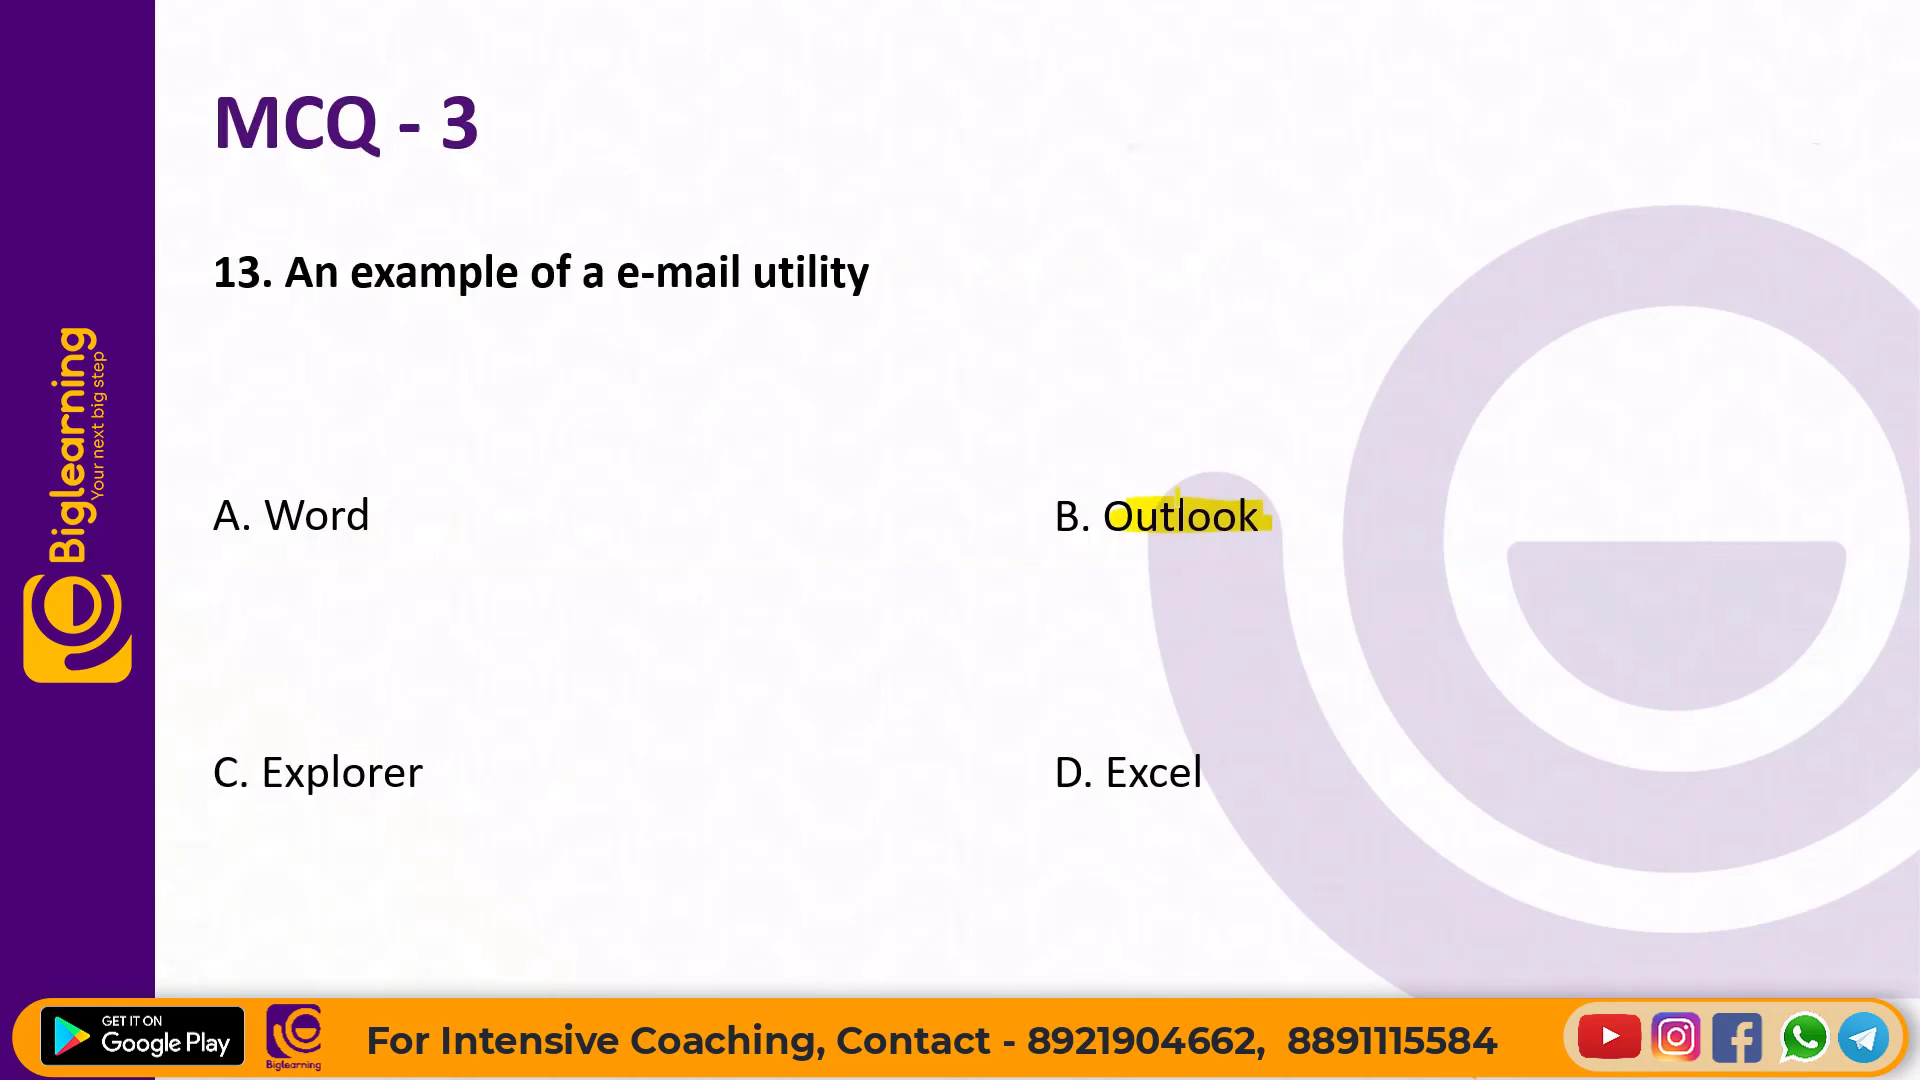 MCQ - 3
13. An example of a e-mail utility
A. Word
B. Outlook
C. Explorer
D. Excel
Biglearning
Your next big step
GET IT ON
Google Play
Biglearning
For Intensive Coaching, Contact - 8921904662, 8891115584